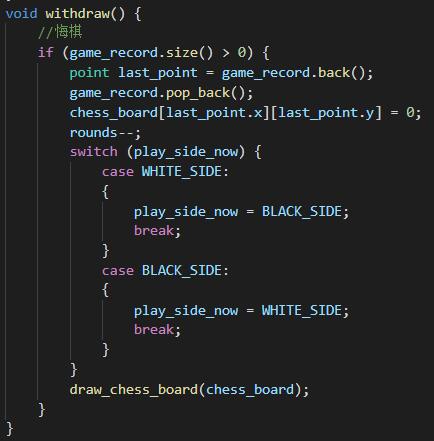 void withdraw() {
//悔棋
if (game_record.size() > 0) {
point last_point = game_record.back();
game_record.pop_back();
chess_board[last_point.x][last_point.y] = 0;
rounds--;
switch (play_side_now) {
case WHITE_SIDE:
{
play_side_now = BLACK_SIDE;
break;
}
case BLACK_SIDE:
{
play_side_now = WHITE_SIDE;
break;
}
}
draw_chess_board(chess_board);
}
}